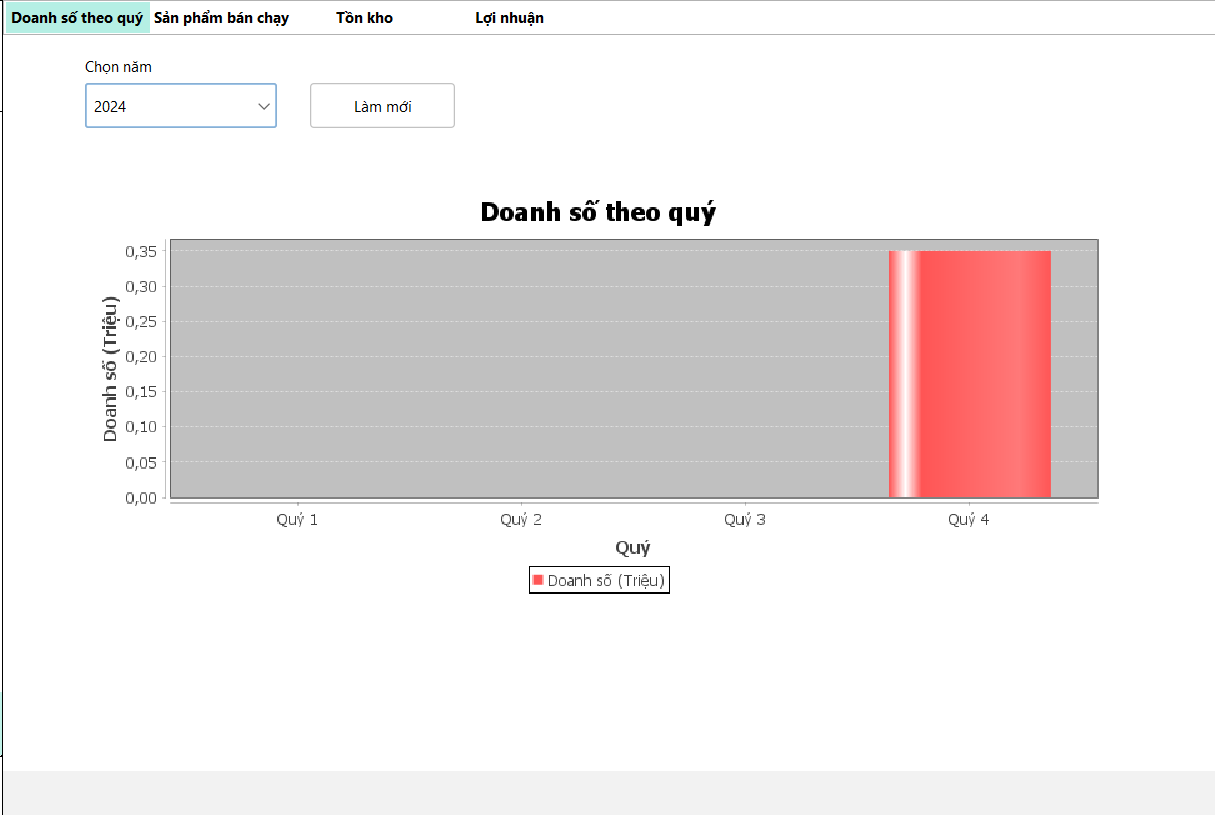 Doanh số theo quý Sản phẩm bán chạy Tồn kho Lợi nhuận
Chọn năm
2024 Làm mới
Doanh số theo quý
Doanh số (Triệu)
0,35
0,30
0,25
0,20
0,15
0,10
0,05
0,00
Quý 1 Quý 2 Quý 3 Quý 4
Quý
Doanh số (Triệu)